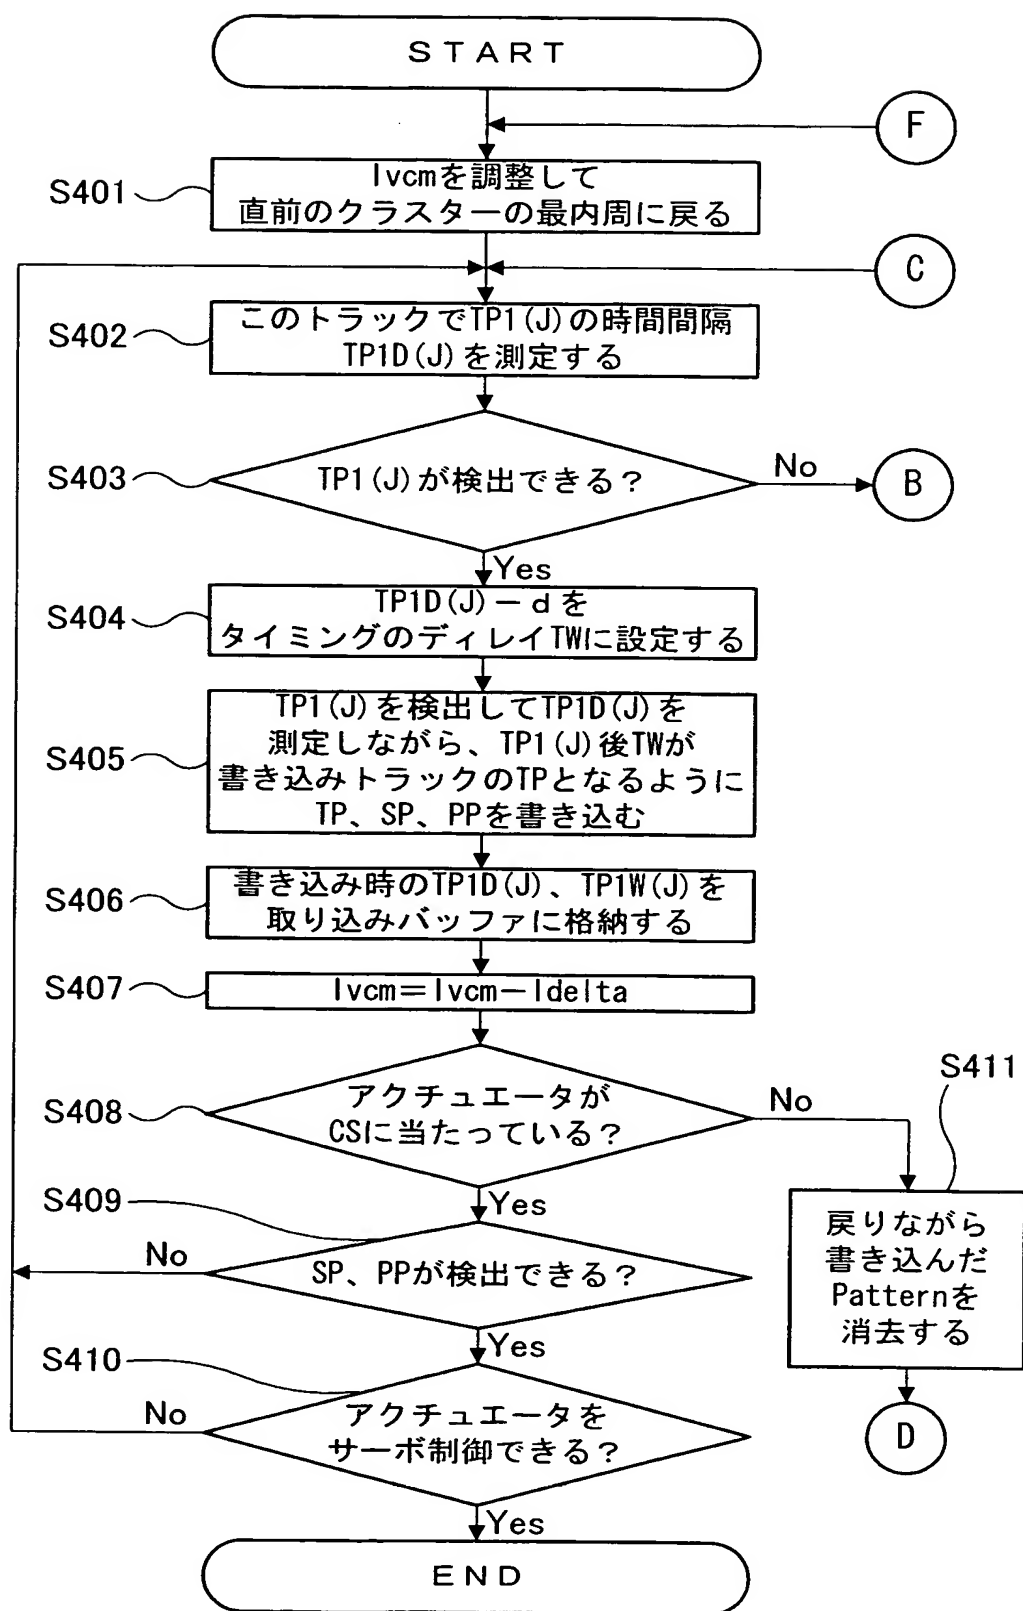 START
F
S401
Ivcmを調整して
直前のクラスターの最内周に戻る
C
S402
このトラックでTP1(J)の時間間隔
TP1D(J)を測定する
S403
TP1(J)が検出できる?
No
B
Yes
S404
TP1D(J)-dを
タイミングのディレイTWに設定する
S405
TP1(J)を検出してTP1D(J)を
測定しながら、TP1(J)後TWが
書き込みトラックのTPとなるように
TP、SP、PPを書き込む
S406
書き込み時のTP1D(J)、TP1W(J)を
取り込みバッファに格納する
S407
Ivcm=Ivcm-Idelta
S408
アクチュエータが
CSに当たっている?
No
S411
Yes
S409
戻りながら
書き込んだ
Patternを
消去する
No
SP、PPが検出できる?
Yes
S410
No
アクチュエータを
サーボ制御できる?
D
Yes
END